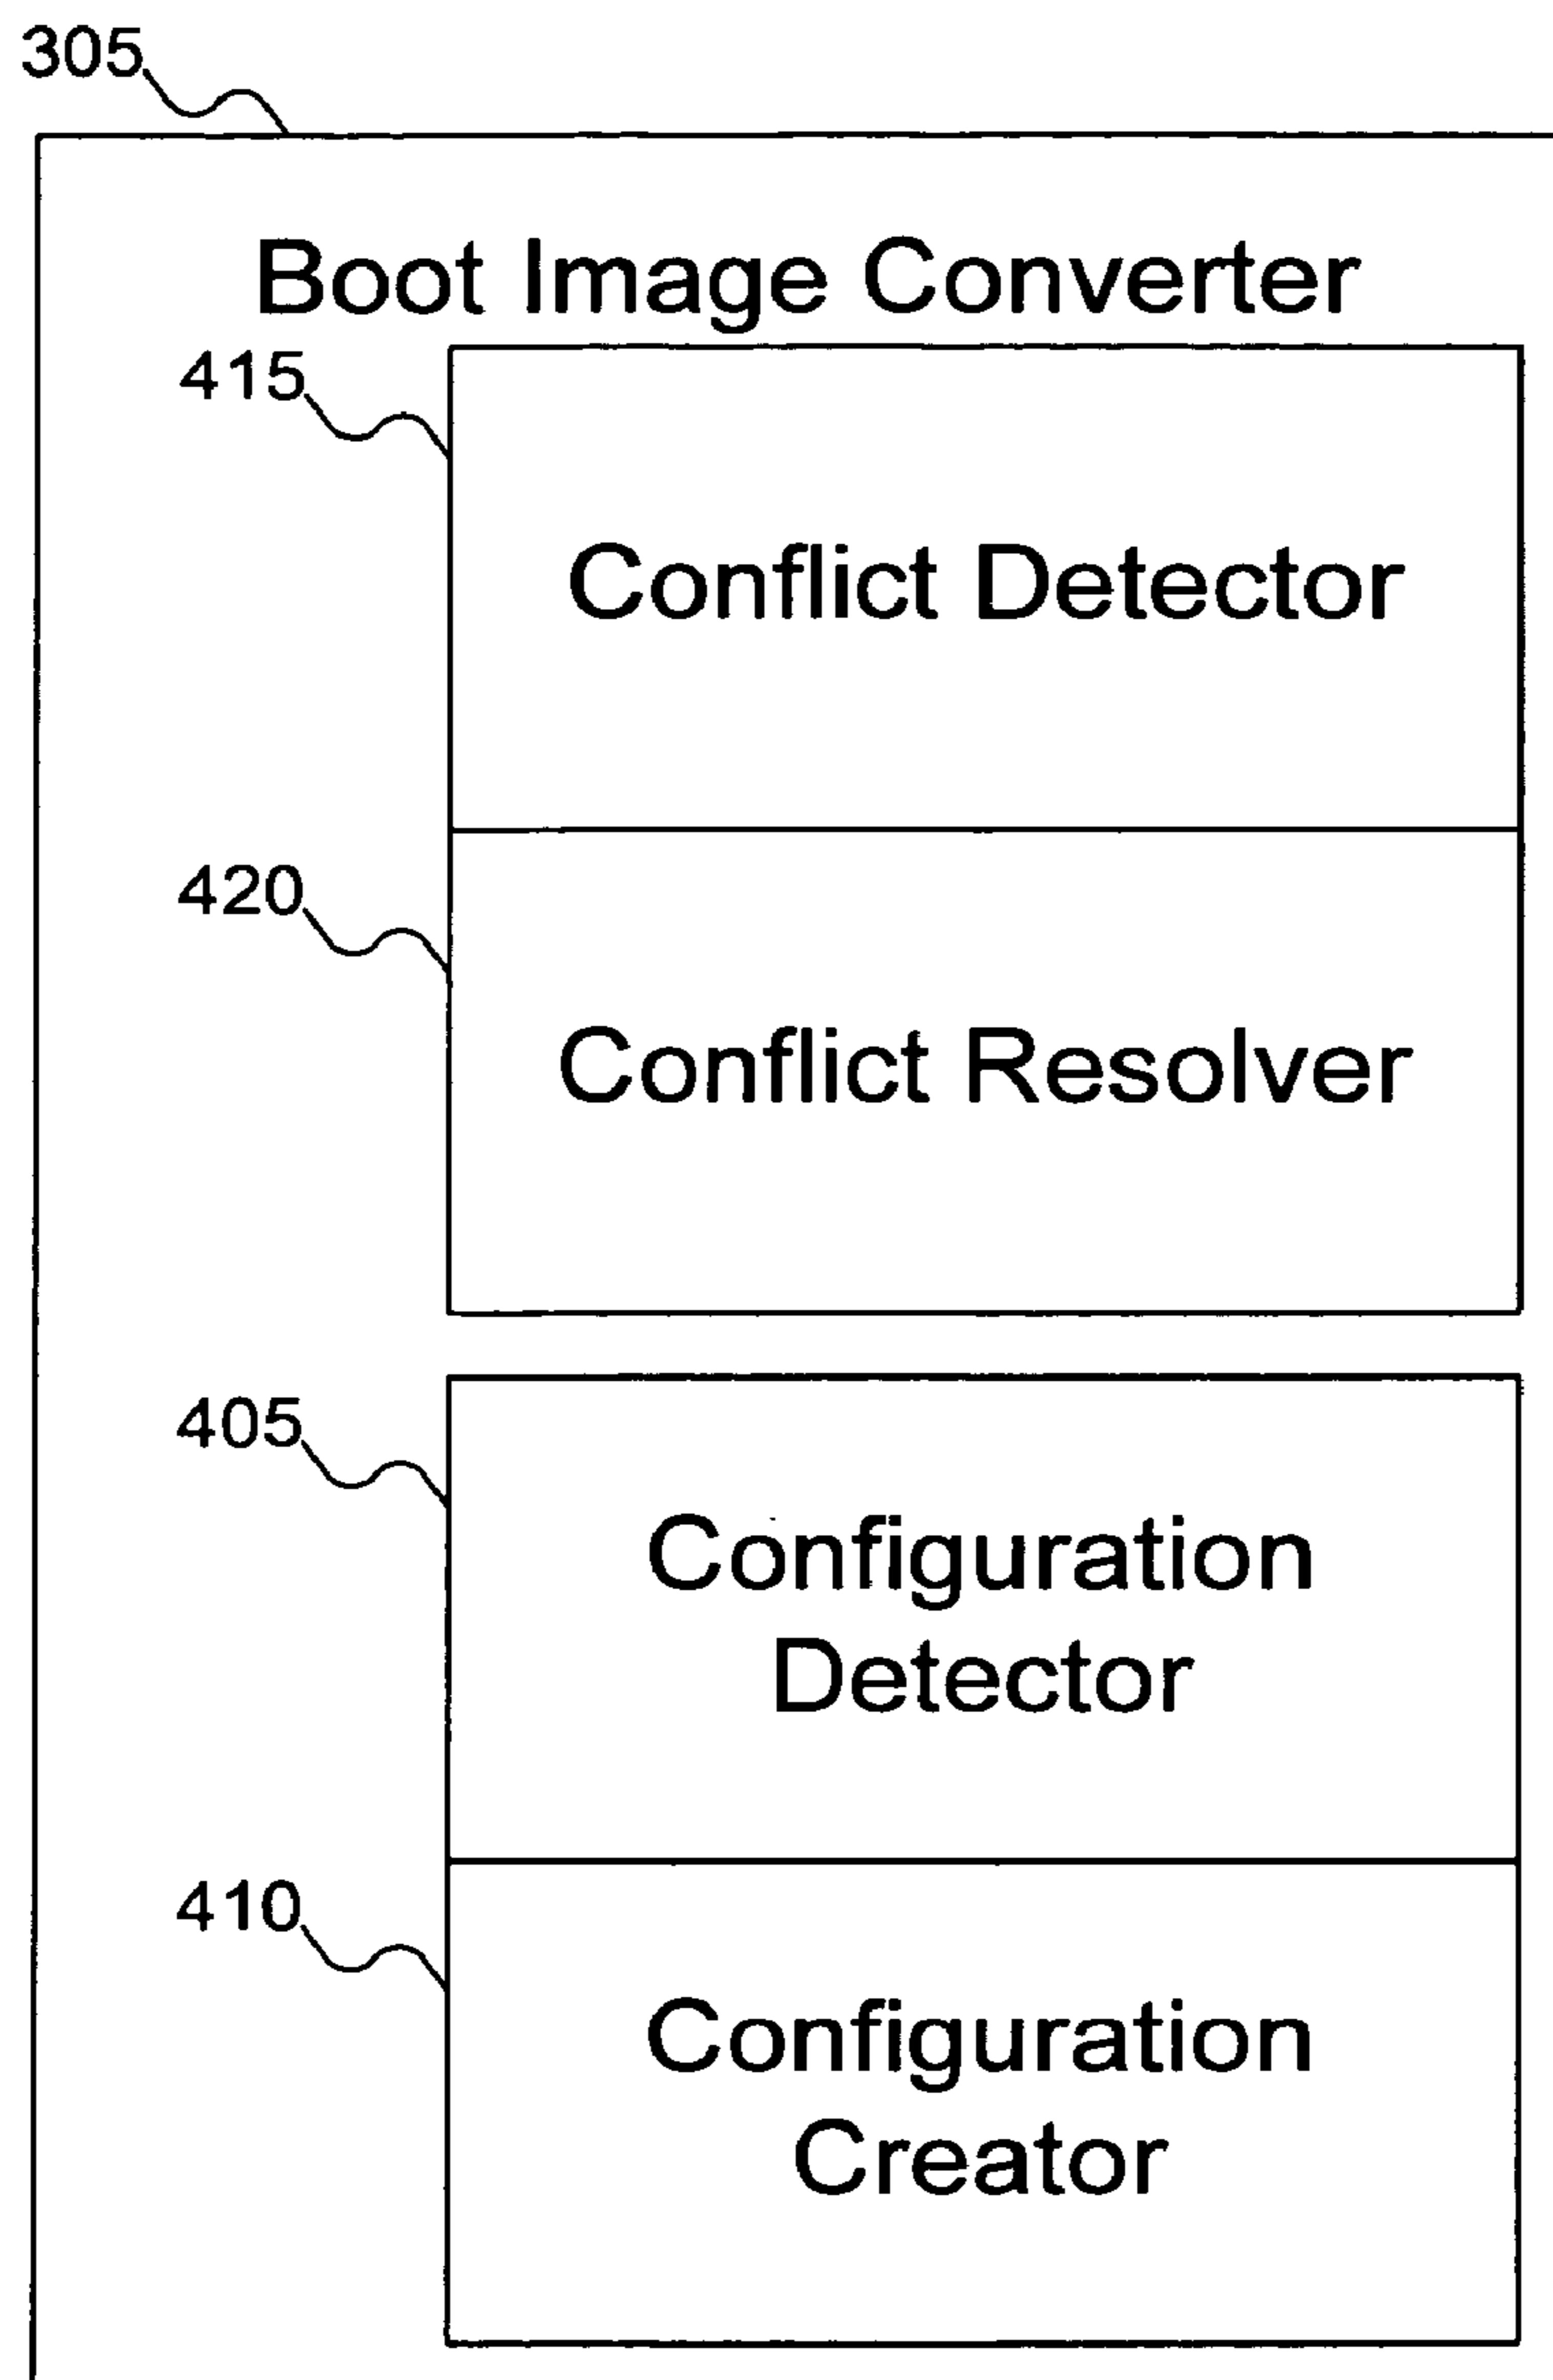 305
Boot Image Converter
415
Conflict Detector
420
Conflict Resolver
405
Configuration
Detector
410
Configuration
Creator